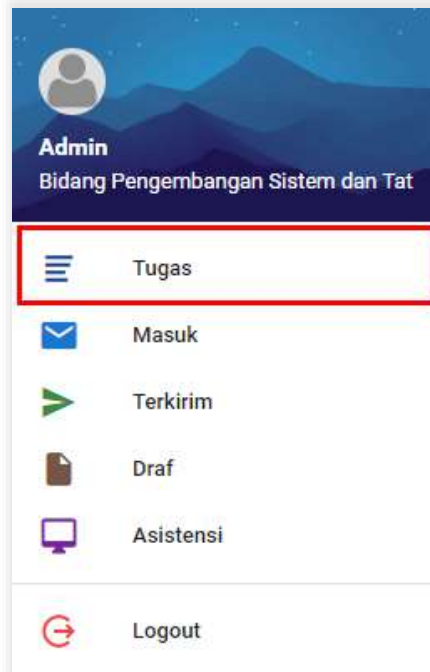 Admin
Bidang Pengembangan Sistem dan Tat
Tugas
Masuk
Terkirim
Draf
Asistensi
Logout